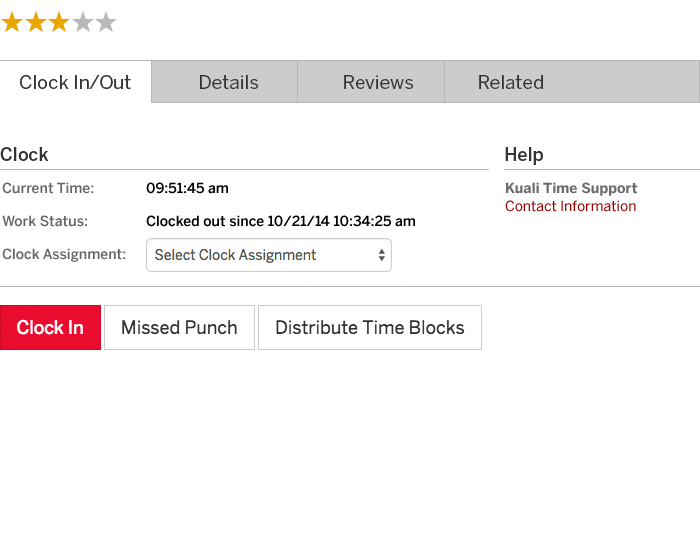 Clock In/Out Details Reviews Related
Clock
Current Time: 09:51:45 am
Work Status: Clocked out since 10/21/14 10:34:25 am
Clock Assignment: Select Clock Assignment
Help
Kuali Time Support
Contact Information
Clock In Missed Punch Distribute Time Blocks